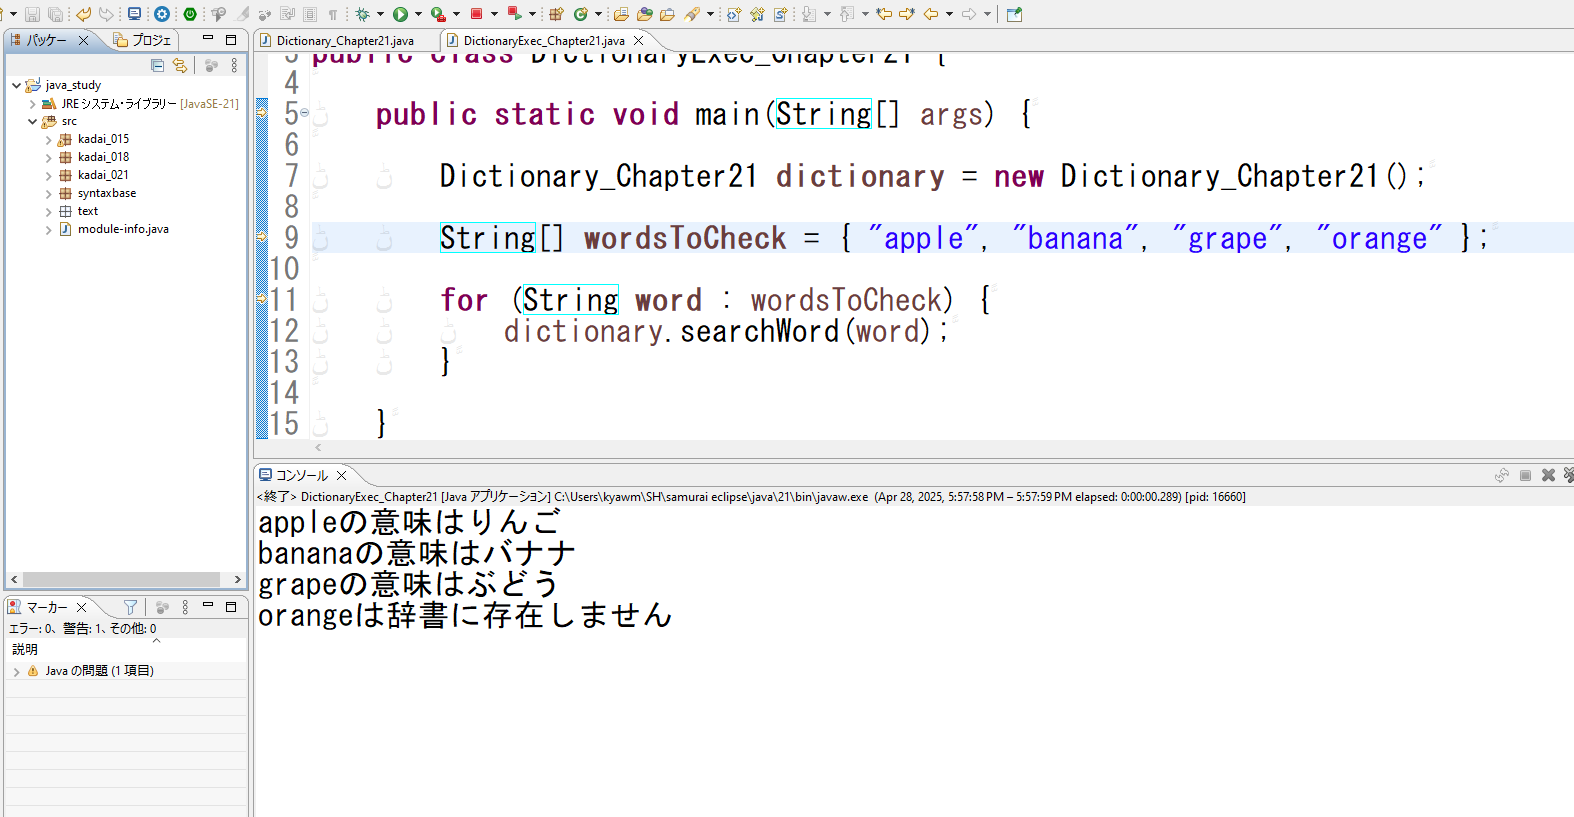 パッケー
プロジェ
java_study
JRE システム・ライブラリー [JavaSE-21]
src
kadai_015
kadai_018
kadai_021
syntaxbase
text
module-info.java
マーカー
エラー: 0、警告: 1、その他: 0
説明
Java の問題 (1 項目)
Dictionary_Chapter21.java
DictionaryExec_Chapter21.java
3 public class DictionaryExec_Chapter21 {
4
5 public static void main(String[] args) {
6
7 Dictionary_Chapter21 dictionary = new Dictionary_Chapter21();
8
9 String[] wordsToCheck = { "apple", "banana", "grape", "orange" };
10
11 for (String word : wordsToCheck) {
12 dictionary.searchWord(word);
13 }
14
15 }
コンソール
<終了> DictionaryExec_Chapter21 [Java アプリケーション] C:\Users\kyawm\SH\samurai eclipse\java\21\bin\javaw.exe (Apr 28, 2025, 5:57:58 PM – 5:57:59 PM elapsed: 0:00:00.289) [pid: 16660]
appleの意味はりんご
bananaの意味はバナナ
grapeの意味はぶどう
orangeは辞書に存在しません